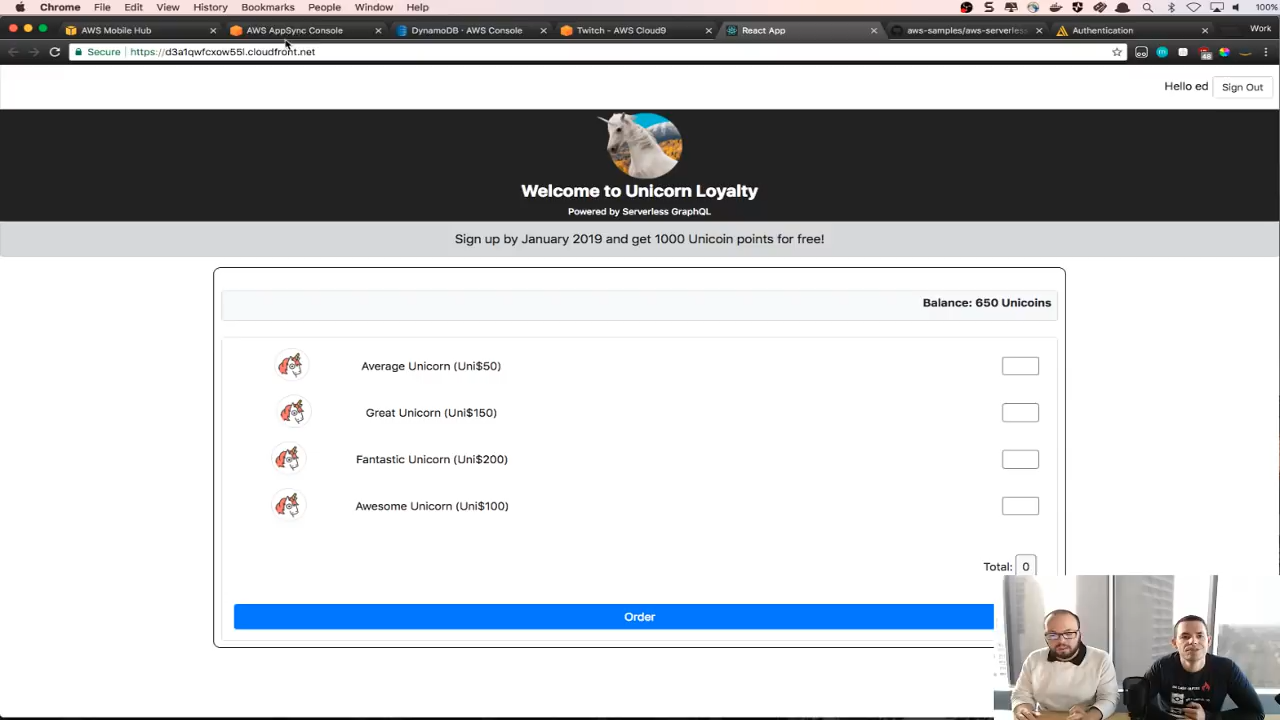 Chrome File Edit View History Bookmarks People Window Help 100%
AWS Mobile Hub AWS AppSync Console DynamoDB · AWS Console Twitch - AWS Cloud9 React App aws-samples/aws-serverless Authentication Work
Secure https://d3a1qwfcxow55l.cloudfront.net
Hello ed Sign Out
Welcome to Unicorn Loyalty
Powered by Serverless GraphQL
Sign up by January 2019 and get 1000 Unicoin points for free!
Balance: 650 Unicoins
Average Unicorn (Uni$50)
Great Unicorn (Uni$150)
Fantastic Unicorn (Uni$200)
Awesome Unicorn (Uni$100)
Total: 0
Order